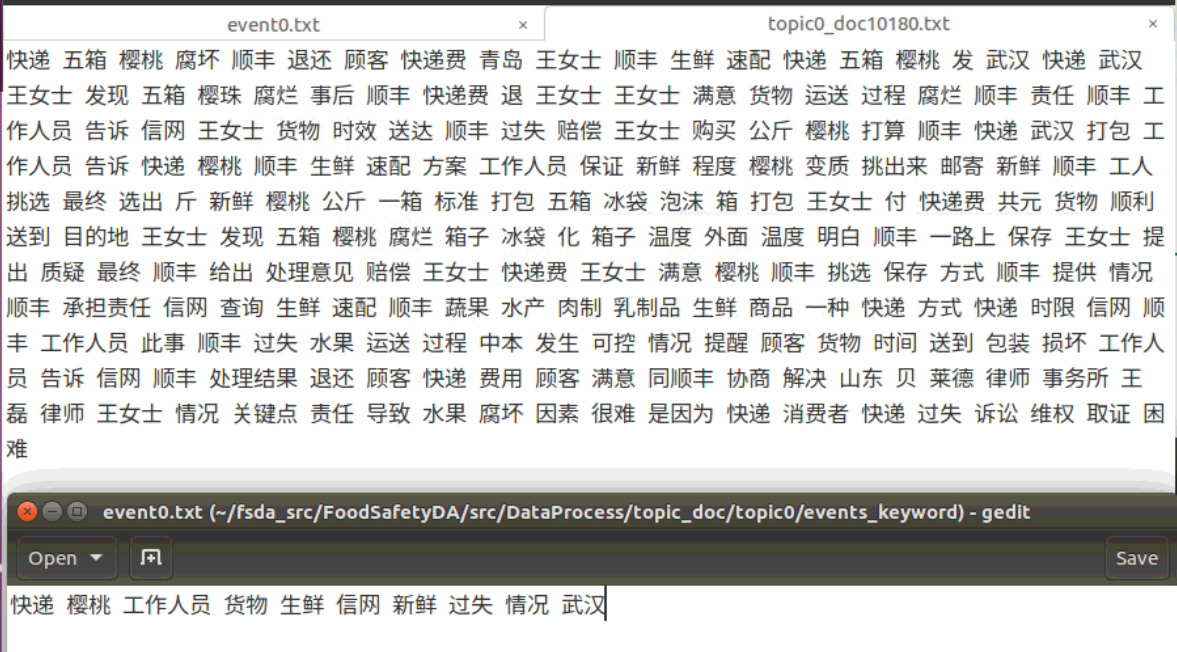 event0.txt × topic0_doc10180.txt ×
快递 五箱 樱桃 腐坏 顺丰 退还 顾客 快递费 青岛 王女士 顺丰 生鲜 速配 快递 五箱 樱桃 发 武汉 快递 武汉
王女士 发现 五箱 樱珠 腐烂 事后 顺丰 快递费 退 王女士 王女士 满意 货物 运送 过程 腐烂 顺丰 责任 顺丰 工
作人员 告诉 信网 王女士 货物 时效 送达 顺丰 过失 赔偿 王女士 购买 公斤 樱桃 打算 顺丰 快递 武汉 打包 工
作人员 告诉 快递 樱桃 顺丰 生鲜 速配 方案 工作人员 保证 新鲜 程度 樱桃 变质 挑出来 邮寄 新鲜 顺丰 工人
挑选 最终 选出 斤 新鲜 樱桃 公斤 一箱 标准 打包 五箱 冰袋 泡沫 箱 打包 王女士 付 快递费 共元 货物 顺利
送到 目的地 王女士 发现 五箱 樱桃 腐烂 箱子 冰袋 化 箱子 温度 外面 温度 明白 顺丰 一路上 保存 王女士 提
出 质疑 最终 顺丰 给出 处理意见 赔偿 王女士 快递费 王女士 满意 樱桃 顺丰 挑选 保存 方式 顺丰 提供 情况
顺丰 承担责任 信网 查询 生鲜 速配 顺丰 蔬果 水产 肉制 乳制品 生鲜 商品 一种 快递 方式 快递 时限 信网 顺
丰 工作人员 此事 顺丰 过失 水果 运送 过程 中本 发生 可控 情况 提醒 顾客 货物 时间 送到 包装 损坏 工作人
员 告诉 信网 顺丰 处理结果 退还 顾客 快递 费用 顾客 满意 同顺丰 协商 解决 山东 贝 莱德 律师 事务所 王
磊 律师 王女士 情况 关键点 责任 导致 水果 腐坏 因素 很难 是因为 快递 消费者 快递 过失 诉讼 维权 取证 困
难
event0.txt (~/fsda_src/FoodSafetyDA/src/DataProcess/topic_doc/topic0/events_keyword) - gedit
Open Save
快递 樱桃 工作人员 货物 生鲜 信网 新鲜 过失 情况 武汉